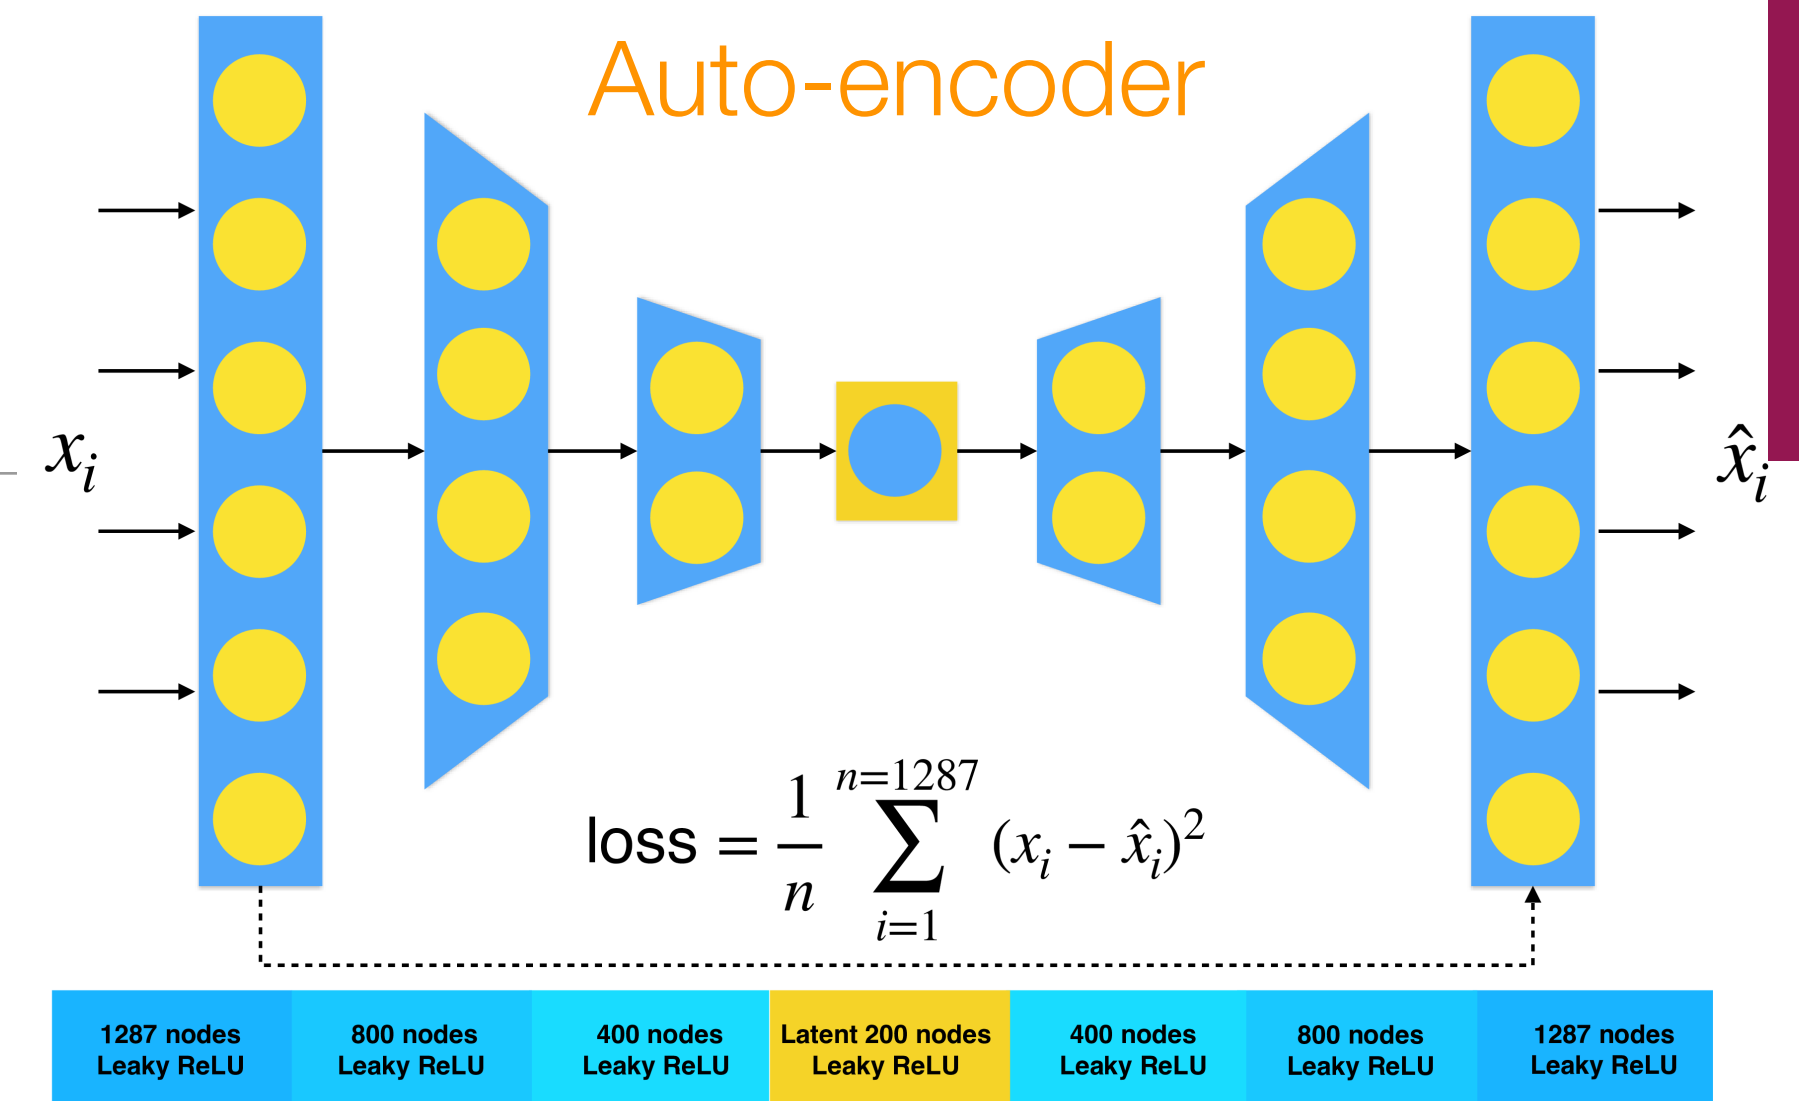 Auto-encoder
x_i
x̂_i
loss = \frac{1}{n} \sum_{i=1}^{n=1287} (x_i − x̂_i)^2
1287 nodes
Leaky ReLU
800 nodes
Leaky ReLU
400 nodes
Leaky ReLU
Latent 200 nodes
Leaky ReLU
400 nodes
Leaky ReLU
800 nodes
Leaky ReLU
1287 nodes
Leaky ReLU